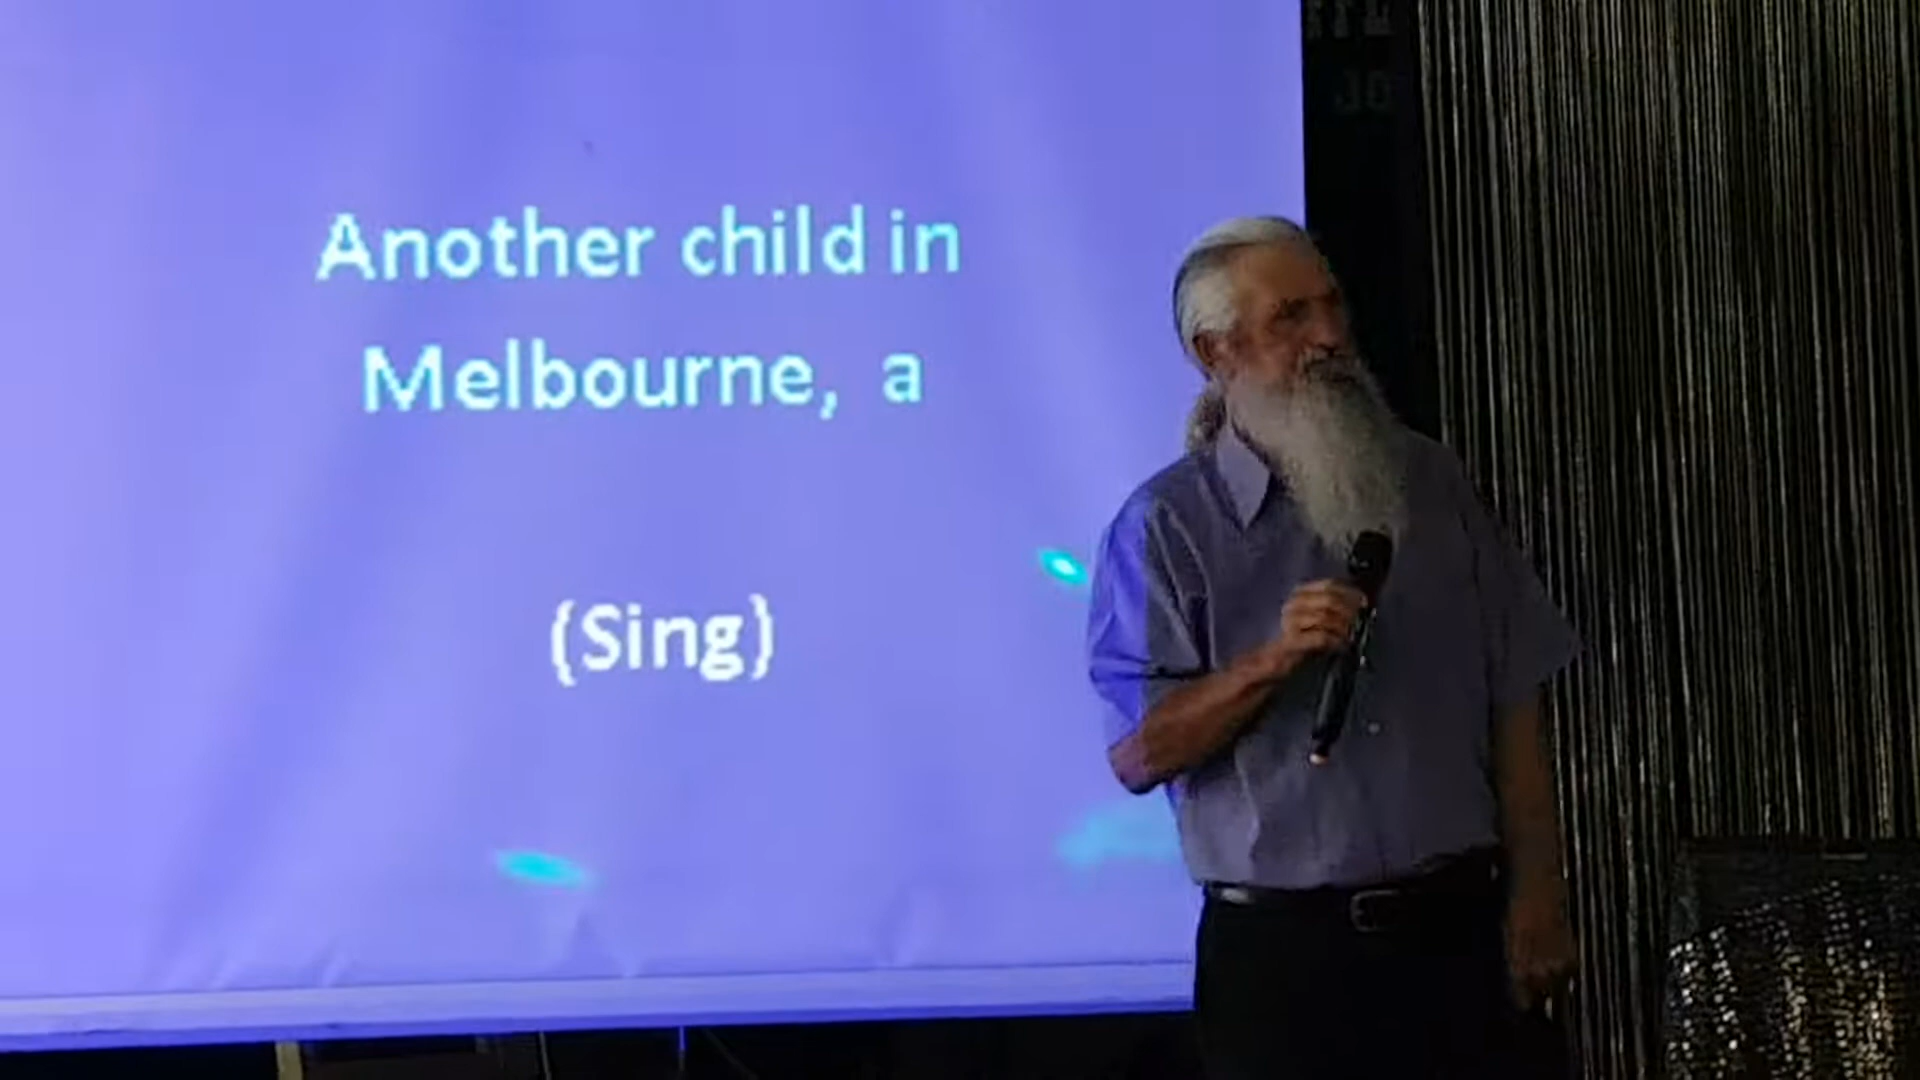 Another child in
Melbourne, a
(Sing)